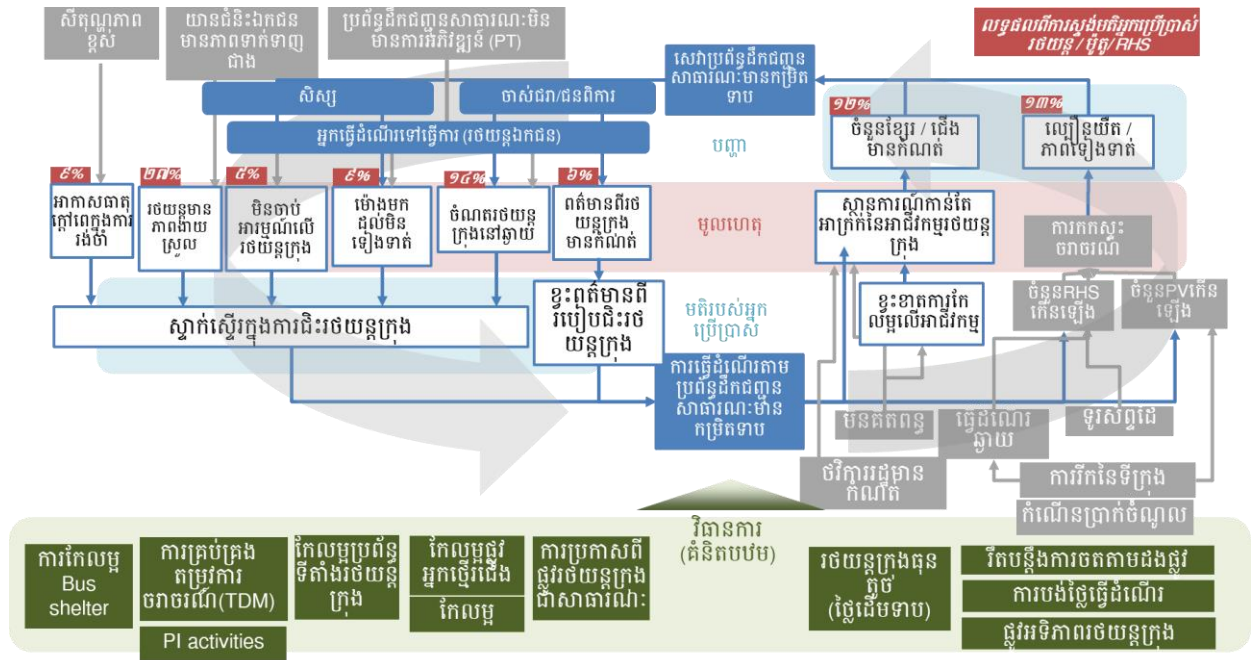 សីតុណ្ហភាព
ខ្ពស់
យានជំនិះឯកជន
មានភាពទាក់ទាញ
ជាង
ប្រព័ន្ធដឹកជញ្ជូនសាធារណៈមិន
មានការអភិវឌ្ឍន៍ (PT)
លទ្ធផលពីការស្ទង់មតិអ្នកប្រើប្រាស់
រថយន្ត/ ម៉ូតូ/ RHS
សេវាប្រព័ន្ធដឹកជញ្ជូន
សាធារណៈមានកម្រិត
ទាប
សិស្ស
ចាស់ជរា/ជនពិការ
អ្នកធ្វើដំណើរទៅធ្វើការ (រថយន្តឯកជន)
បញ្ហា
១២%
ចំនួនខ្សែរ / ជើង
មានកំណត់
១៣%
ល្បឿនយឺត /
ភាពទៀងទាត់
៩%
អាកាសធាតុ
ក្តៅពេក្នុងការ
រង់ចាំ
២៧%
រថយន្តមាន
ភាពងាយ
ស្រួល
៥%
មិនចាប់
អារម្មណ៍លើ
រថយន្តក្រុង
៩%
ម៉ោងមក
ដល់មិន
ទៀងទាត់
១៤%
ចំណតរថយន្ត
ក្រុងនៅឆ្ងាយ
៦%
ពត៌មានពីរថ
យន្តក្រុង
មានកំណត់
មូលហេតុ
ស្ថានការណ៍កាន់តែ
អាក្រក់នៃអាជីវកម្មរថយន្ត
ក្រុង
ការកកស្ទះ
ចរាចរណ៍
ស្ទាក់ស្ទើរក្នុងការជិះរថយន្តក្រុង
ខ្វះពត៌មានពី
របៀបជិះរថ
យន្តក្រុង
មតិរបស់អ្នក
ប្រើប្រាស់
ខ្វះខាតការកែ
លម្អលើអាជីវកម្ម
ចំនួនRHS
កើនឡើង
ចំនួនPVកើន
ឡើង
ការធ្វើដំណើរតាម
ប្រព័ន្ធដឹកជញ្ជូន
សាធារណៈមាន
កម្រិតទាប
មិនគិតពន្ធ
ធ្វើដំណើរ
ឆ្ងាយ
ទូរស័ព្ទដៃ
ថវិការរដ្ឋមាន
កំណត់
ការរីកនៃទីក្រុង
កំណើនប្រាក់ចំណូល
វិធានការ
(គំនិតបឋម)
ការកែលម្អ
Bus
shelter
ការគ្រប់គ្រង
តម្រូវការ
ចរាចរណ៍(TDM)
PI activities
កែលម្អប្រព័ន្ធ
ទីតាំងរថយន្ត
ក្រុង
កែលម្អផ្លូវ
អ្នកថ្មើរជើង
កែលម្អ
ការប្រកាសពី
ផ្លូវរថយន្តក្រុង
ជាសាធារណៈ
រថយន្តក្រុងធុន
តូច
(ថ្លៃដើមទាប)
រឹតបន្តឹងការចតតាមដងផ្លូវ
ការបង់ថ្លៃធ្វើដំណើរ
ផ្លូវអទិភាពរថយន្តក្រុង